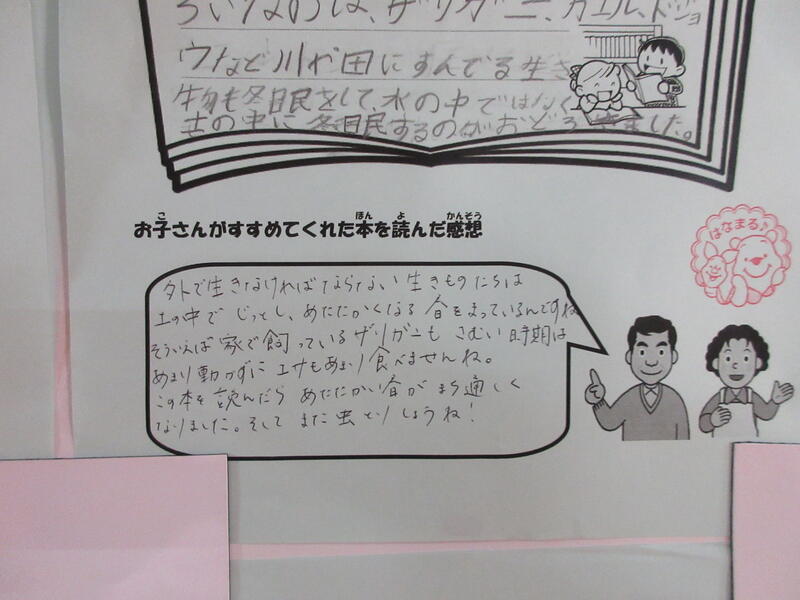 ろいなのは、ザリガニ、カエル、ドジョ
ウなど川や田にすんでる生き
物も冬眠をして、水の中ではなく
土の中に冬眠するのがおどろきました。
お子さんがすすめてくれた本を読んだ感想
はなまる♪
外で生きなければならない生きものたちは
土の中でじっとし、あたたかくなる春をまっているんですね
そういえば家で飼っているザリガニもさむい時期は
あまり動かずにエサもあまり食べませんね。
この本を読んだらあたたかい春がまち遠しく
なりました。そしてまた虫とりしようね!